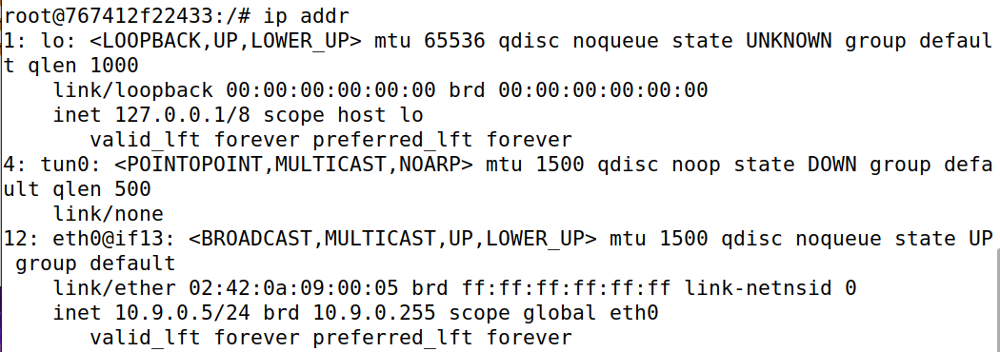 root@767412f22433:/# ip addr
1: lo: <LOOPBACK,UP,LOWER_UP> mtu 65536 qdisc noqueue state UNKNOWN group defaul
t qlen 1000
    link/loopback 00:00:00:00:00:00 brd 00:00:00:00:00:00
    inet 127.0.0.1/8 scope host lo
       valid_lft forever preferred_lft forever
4: tun0: <POINTOPOINT,MULTICAST,NOARP> mtu 1500 qdisc noop state DOWN group defa
ult qlen 500
    link/none
12: eth0@if13: <BROADCAST,MULTICAST,UP,LOWER_UP> mtu 1500 qdisc noqueue state UP
 group default
    link/ether 02:42:0a:09:00:05 brd ff:ff:ff:ff:ff:ff link-netnsid 0
    inet 10.9.0.5/24 brd 10.9.0.255 scope global eth0
       valid_lft forever preferred_lft forever